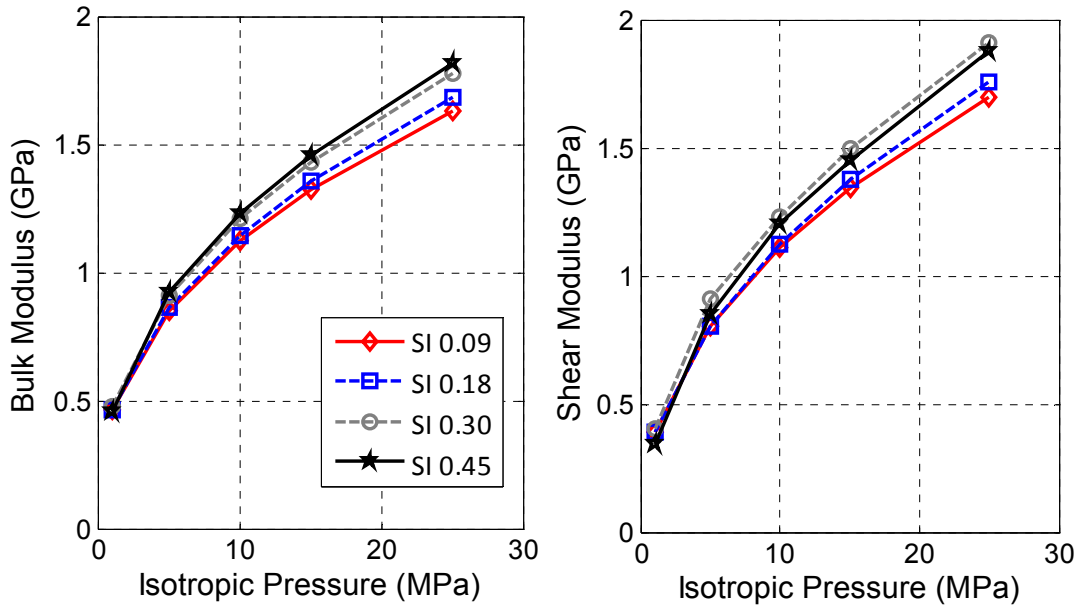 2
1.5
1
0.5
0
Bulk Modulus (GPa)
SI 0.09
SI 0.18
SI 0.30
SI 0.45
0 10 20 30
Isotropic Pressure (MPa)
2
1.5
1
0.5
0
Shear Modulus (GPa)
0 10 20 30
Isotropic Pressure (MPa)